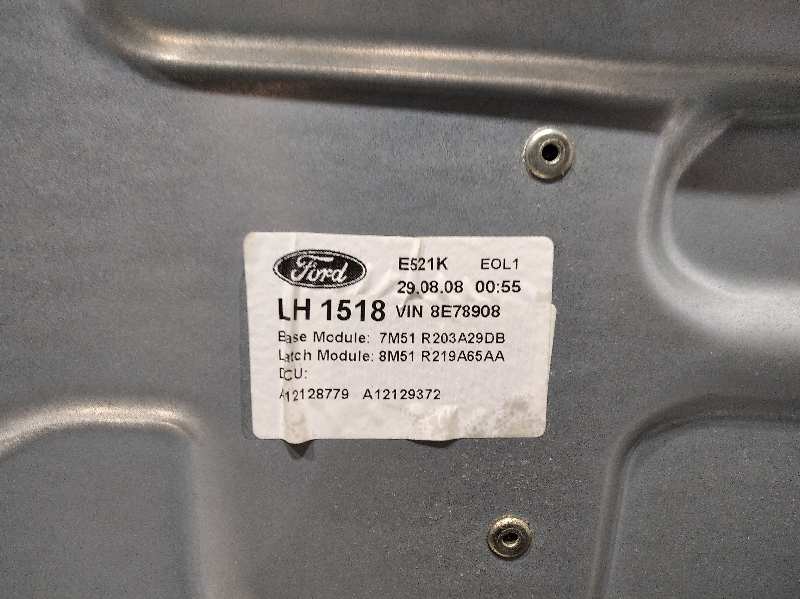 Ford E521K EOL1
29.08.08 00:55
LH 1518 VIN 8E78908
Base Module: 7M51 R203A29DB
Latch Module: 8M51 R219A65AA
DCU:
A12128779 A12129372